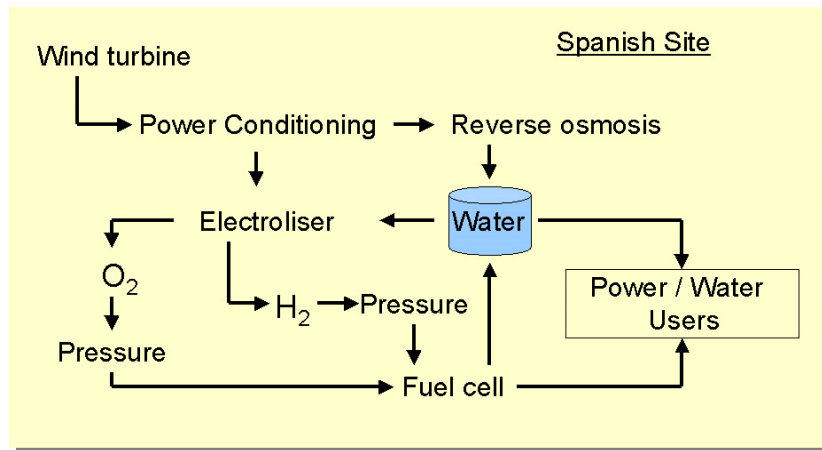 Spanish Site
Wind turbine
Power Conditioning
Reverse osmosis
Electroliser
Water
O2
H2
Pressure
Power / Water
Users
Pressure
Fuel cell